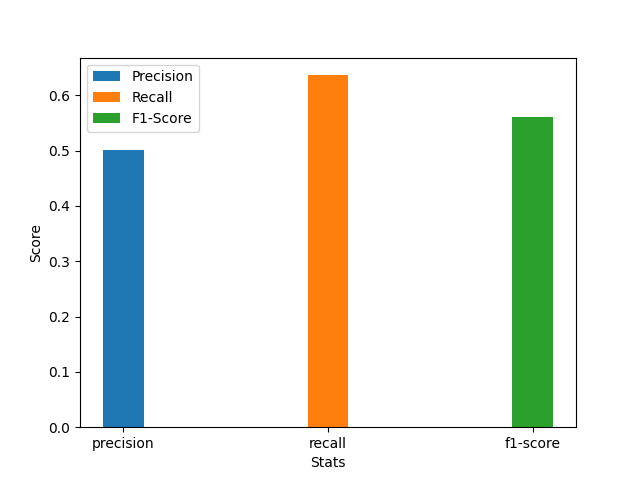 Precision
Recall
F1-Score
0.6
0.5
0.4
0.3
0.2
0.1
0.0
Score
precision
recall
f1-score
Stats